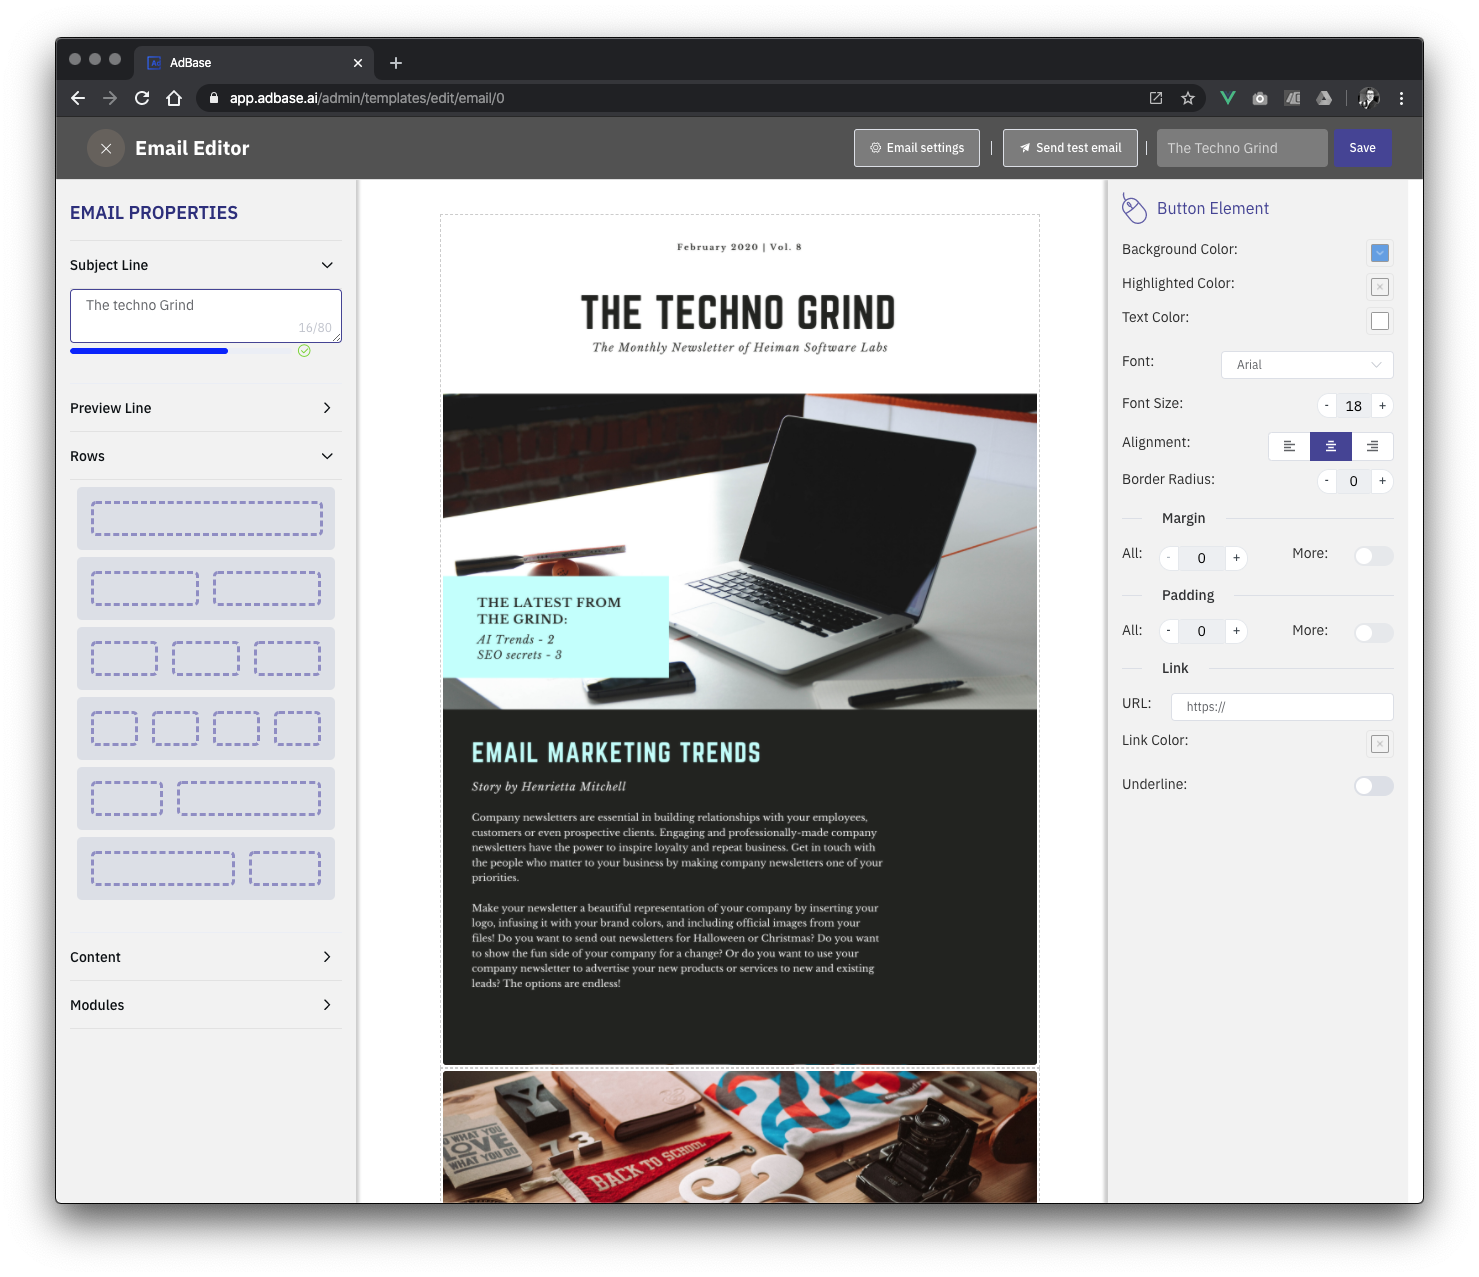 AdBase
app.adbase.ai/admin/templates/edit/email/0
Email Editor
Email settings
Send test email
The Techno Grind
Save
EMAIL PROPERTIES
Subject Line
The techno Grind
16/80
Preview Line
Rows
Content
Modules
February 2020 | Vol. 8
THE TECHNO GRIND
The Monthly Newsletter of Heiman Software Labs
THE LATEST FROM
THE GRIND:
AI Trends - 2
SEO secrets - 3
EMAIL MARKETING TRENDS
Story by Henrietta Mitchell
Company newsletters are essential in building relationships with your employees,
customers or even prospective clients. Engaging and professionally-made company
newsletters have the power to inspire loyalty and repeat business. Get in touch with
the people who matter to your business by making company newsletters one of your
priorities.
Make your newsletter a beautiful representation of your company by inserting your
logo, infusing it with your brand colors, and including official images from your
files! Do you want to send out newsletters for Halloween or Christmas? Do you want
to show the fun side of your company for a change? Or do you want to use your
company newsletter to advertise your new products or services to new and existing
leads? The options are endless!
Y
73
WHAT YOU
LOVE
WHAT YOU DO
BACK TO SCHOOL
2
Button Element
Background Color:
Highlighted Color:
Text Color:
Font:
Arial
Font Size:
- 18 +
Alignment:
Border Radius:
- 0 +
Margin
All: - 0 + More:
Padding
All: - 0 + More:
Link
URL: https://
Link Color:
Underline: